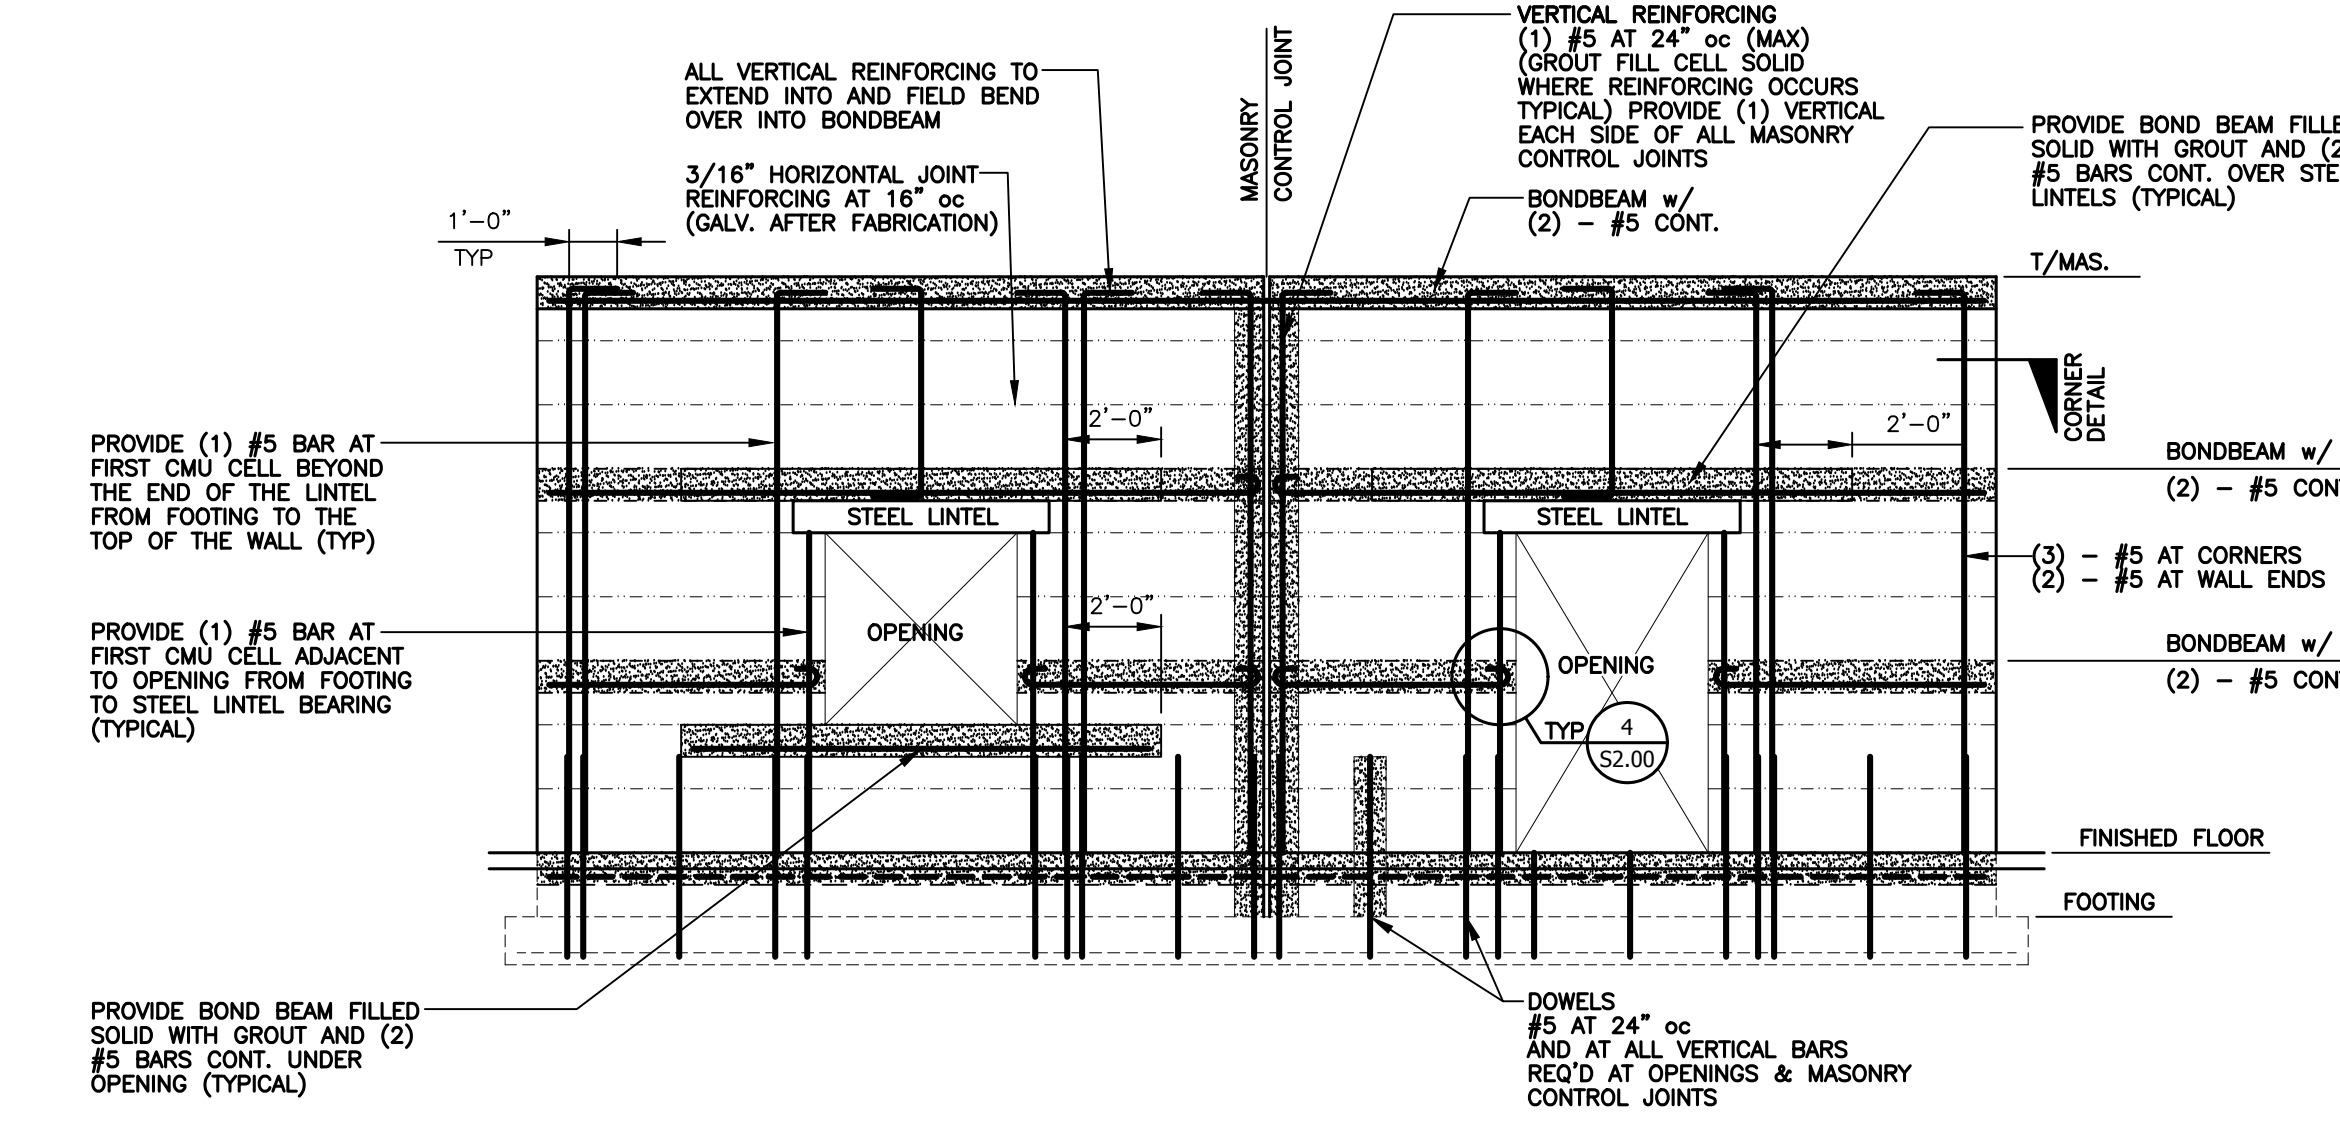 VERTICAL REINFORCING
(1) #5 AT 24" oc (MAX)
(GROUT FILL CELL SOLID
WHERE REINFORCING OCCURS
TYPICAL) PROVIDE (1) VERTICAL
EACH SIDE OF ALL MASONRY
CONTROL JOINTS
ALL VERTICAL REINFORCING TO
EXTEND INTO AND FIELD BEND
OVER INTO BONDBEAM
3/16" HORIZONTAL JOINT
REINFORCING AT 16" oc
(GALV. AFTER FABRICATION)
MASONRY
CONTROL JOINT
PROVIDE BOND BEAM
SOLID WITH GROUT AND
#5 BARS CONT. OVER
LINTELS (TYPICAL)
BONDBEAM w/
(2) - #5 CONT.
1'-0"
TYP
T/MAS.
CORNER
DETAIL
2'-0"
2'-0"
PROVIDE (1) #5 BAR AT
FIRST CMU CELL BEYOND
THE END OF THE LINTEL
FROM FOOTING TO THE
TOP OF THE WALL (TYP)
BONDBEAM w/
(2) - #5
STEEL LINTEL
STEEL LINTEL
(3) - #5 AT CORNERS
(2) - #5 AT WALL ENDS
2'-0"
PROVIDE (1) #5 BAR AT
FIRST CMU CELL ADJACENT
TO OPENING FROM FOOTING
TO STEEL LINTEL BEARING
(TYPICAL)
OPENING
OPENING
BONDBEAM w/
(2) - #5
TYP
4
S2.00
FINISHED FLOOR
FOOTING
PROVIDE BOND BEAM FILLED
SOLID WITH GROUT AND (2)
#5 BARS CONT. UNDER
OPENING (TYPICAL)
DOWELS
#5 AT 24" oc
AND AT ALL VERTICAL BARS
REQ'D AT OPENINGS & MASONRY
CONTROL JOINTS